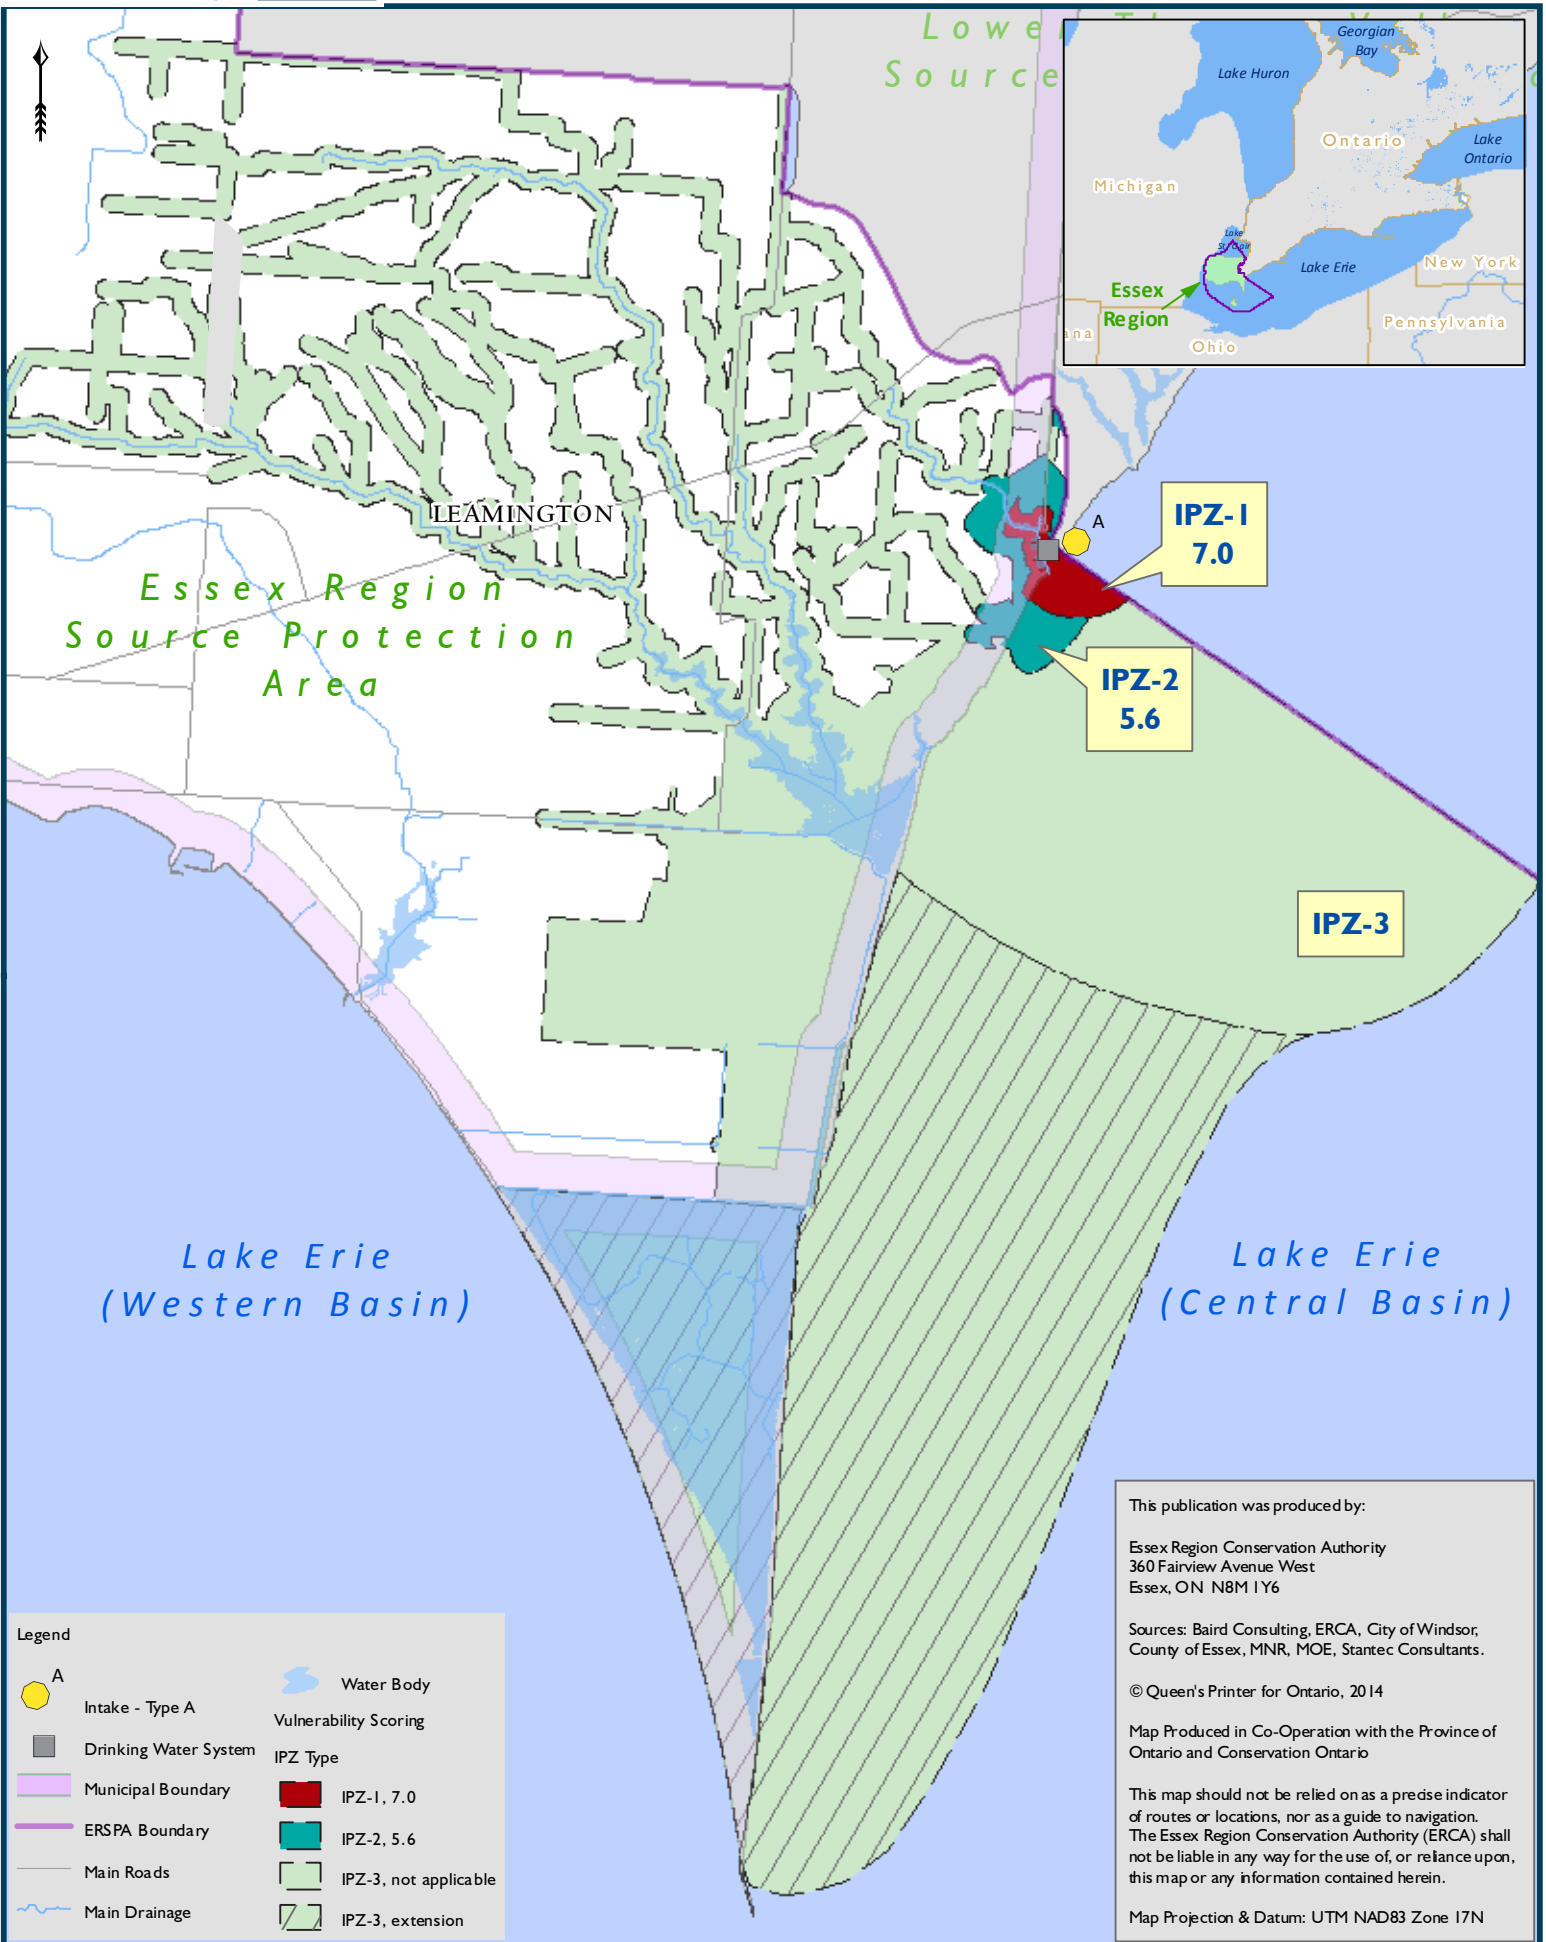 Lower
Source
Georgian
Bay
Lake Huron
Ontario
Lake
Ontario
Michigan
Lake
St. Clair
Lake Erie
New York
Essex
Region
Pennsylvania
ana
Ohio
A
IPZ-1
7.0
LEAMINGTON
Essex Region
Source Protection
Area
IPZ-2
5.6
IPZ-3
Lake Erie
(Western Basin)
Lake Erie
(Central Basin)
Legend
A
Intake - Type A
Drinking Water System
Municipal Boundary
ERSPA Boundary
Main Roads
Main Drainage
Water Body
Vulnerability Scoring
IPZ Type
IPZ-1, 7.0
IPZ-2, 5.6
IPZ-3, not applicable
IPZ-3, extension
This publication was produced by:
Essex Region Conservation Authority
360 Fairview Avenue West
Essex, ON N8M 1Y6
Sources: Baird Consulting, ERCA, City of Windsor,
County of Essex, MNR, MOE, Stantec Consultants.
© Queen's Printer for Ontario, 2014
Map Produced in Co-Operation with the Province of
Ontario and Conservation Ontario
This map should not be relied on as a precise indicator
of routes or locations, nor as a guide to navigation.
The Essex Region Conservation Authority (ERCA) shall
not be liable in any way for the use of, or reliance upon,
this map or any information contained herein.
Map Projection & Datum: UTM NAD83 Zone 17N